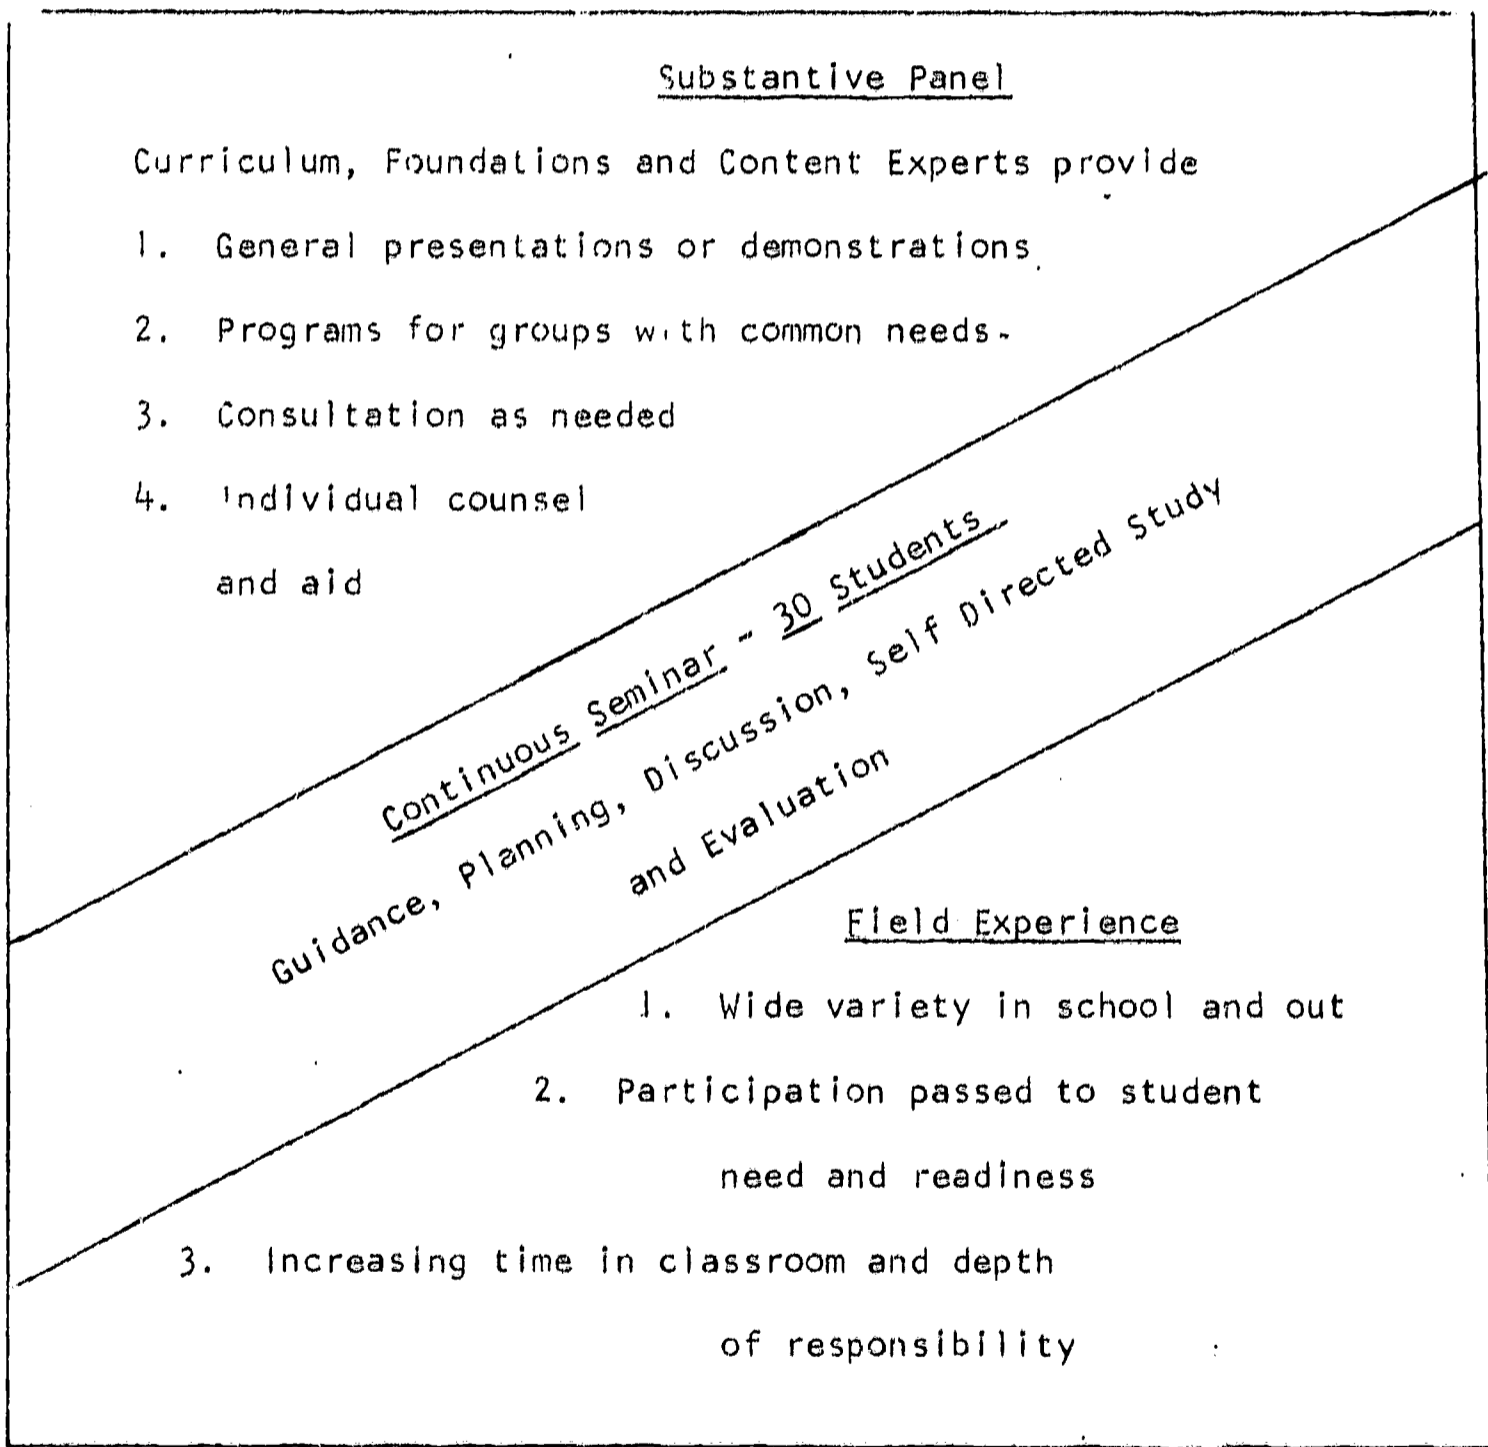 Substantive Panel
Curriculum, Foundations and Content Experts provide
1. General presentations or demonstrations.
2. Programs for groups with common needs.
3. Consultation as needed
4. Individual counsel
and aid
Continuous Seminar - 30 Students
Guidance, Planning, Discussion, Self Directed Study
and Evaluation
Field Experience
1. Wide variety in school and out
2. Participation passed to student
need and readiness
3. Increasing time in classroom and depth
of responsibility